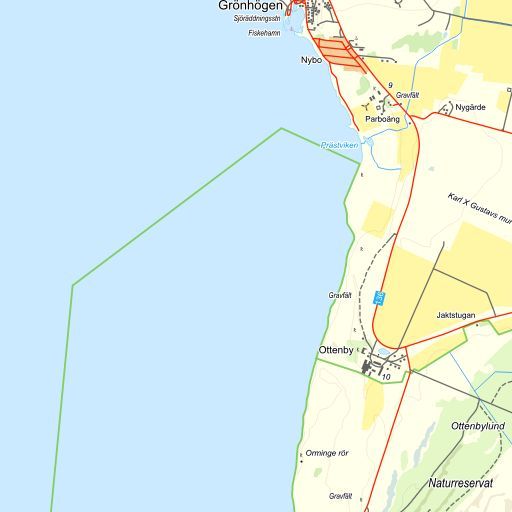 Grönhögen
Sjöräddningsstn
Fiskehamn
Nybo
9
Gravfält
Nygärde
Parboäng
Prästviken
Karl X Gustavs mur
Gravfält
136
Jaktstugan
Ottenby
10
Ottenbylund
Orminge rör
Naturreservat
Gravfält